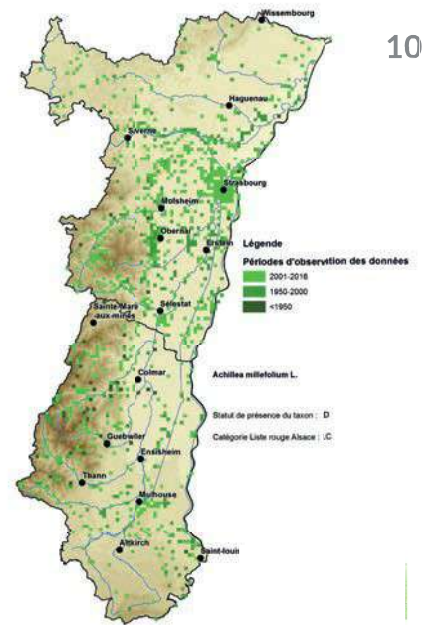 10
Wissembourg
Haguenau
Saverne
Strasbourg
Molsheim
Obernai
Erstein
Légende
Périodes d'observation des données
2001-2016
1950-2000
<1950
Sainte-Marie
-aux-mines
Sélestat
Colmar
Achillea millefolium L.
Statut de présence du taxon : D
Catégorie Liste rouge Alsace : .C
Guebwiller
Ensisheim
Thann
Mulhouse
Altkirch
Saint-louis